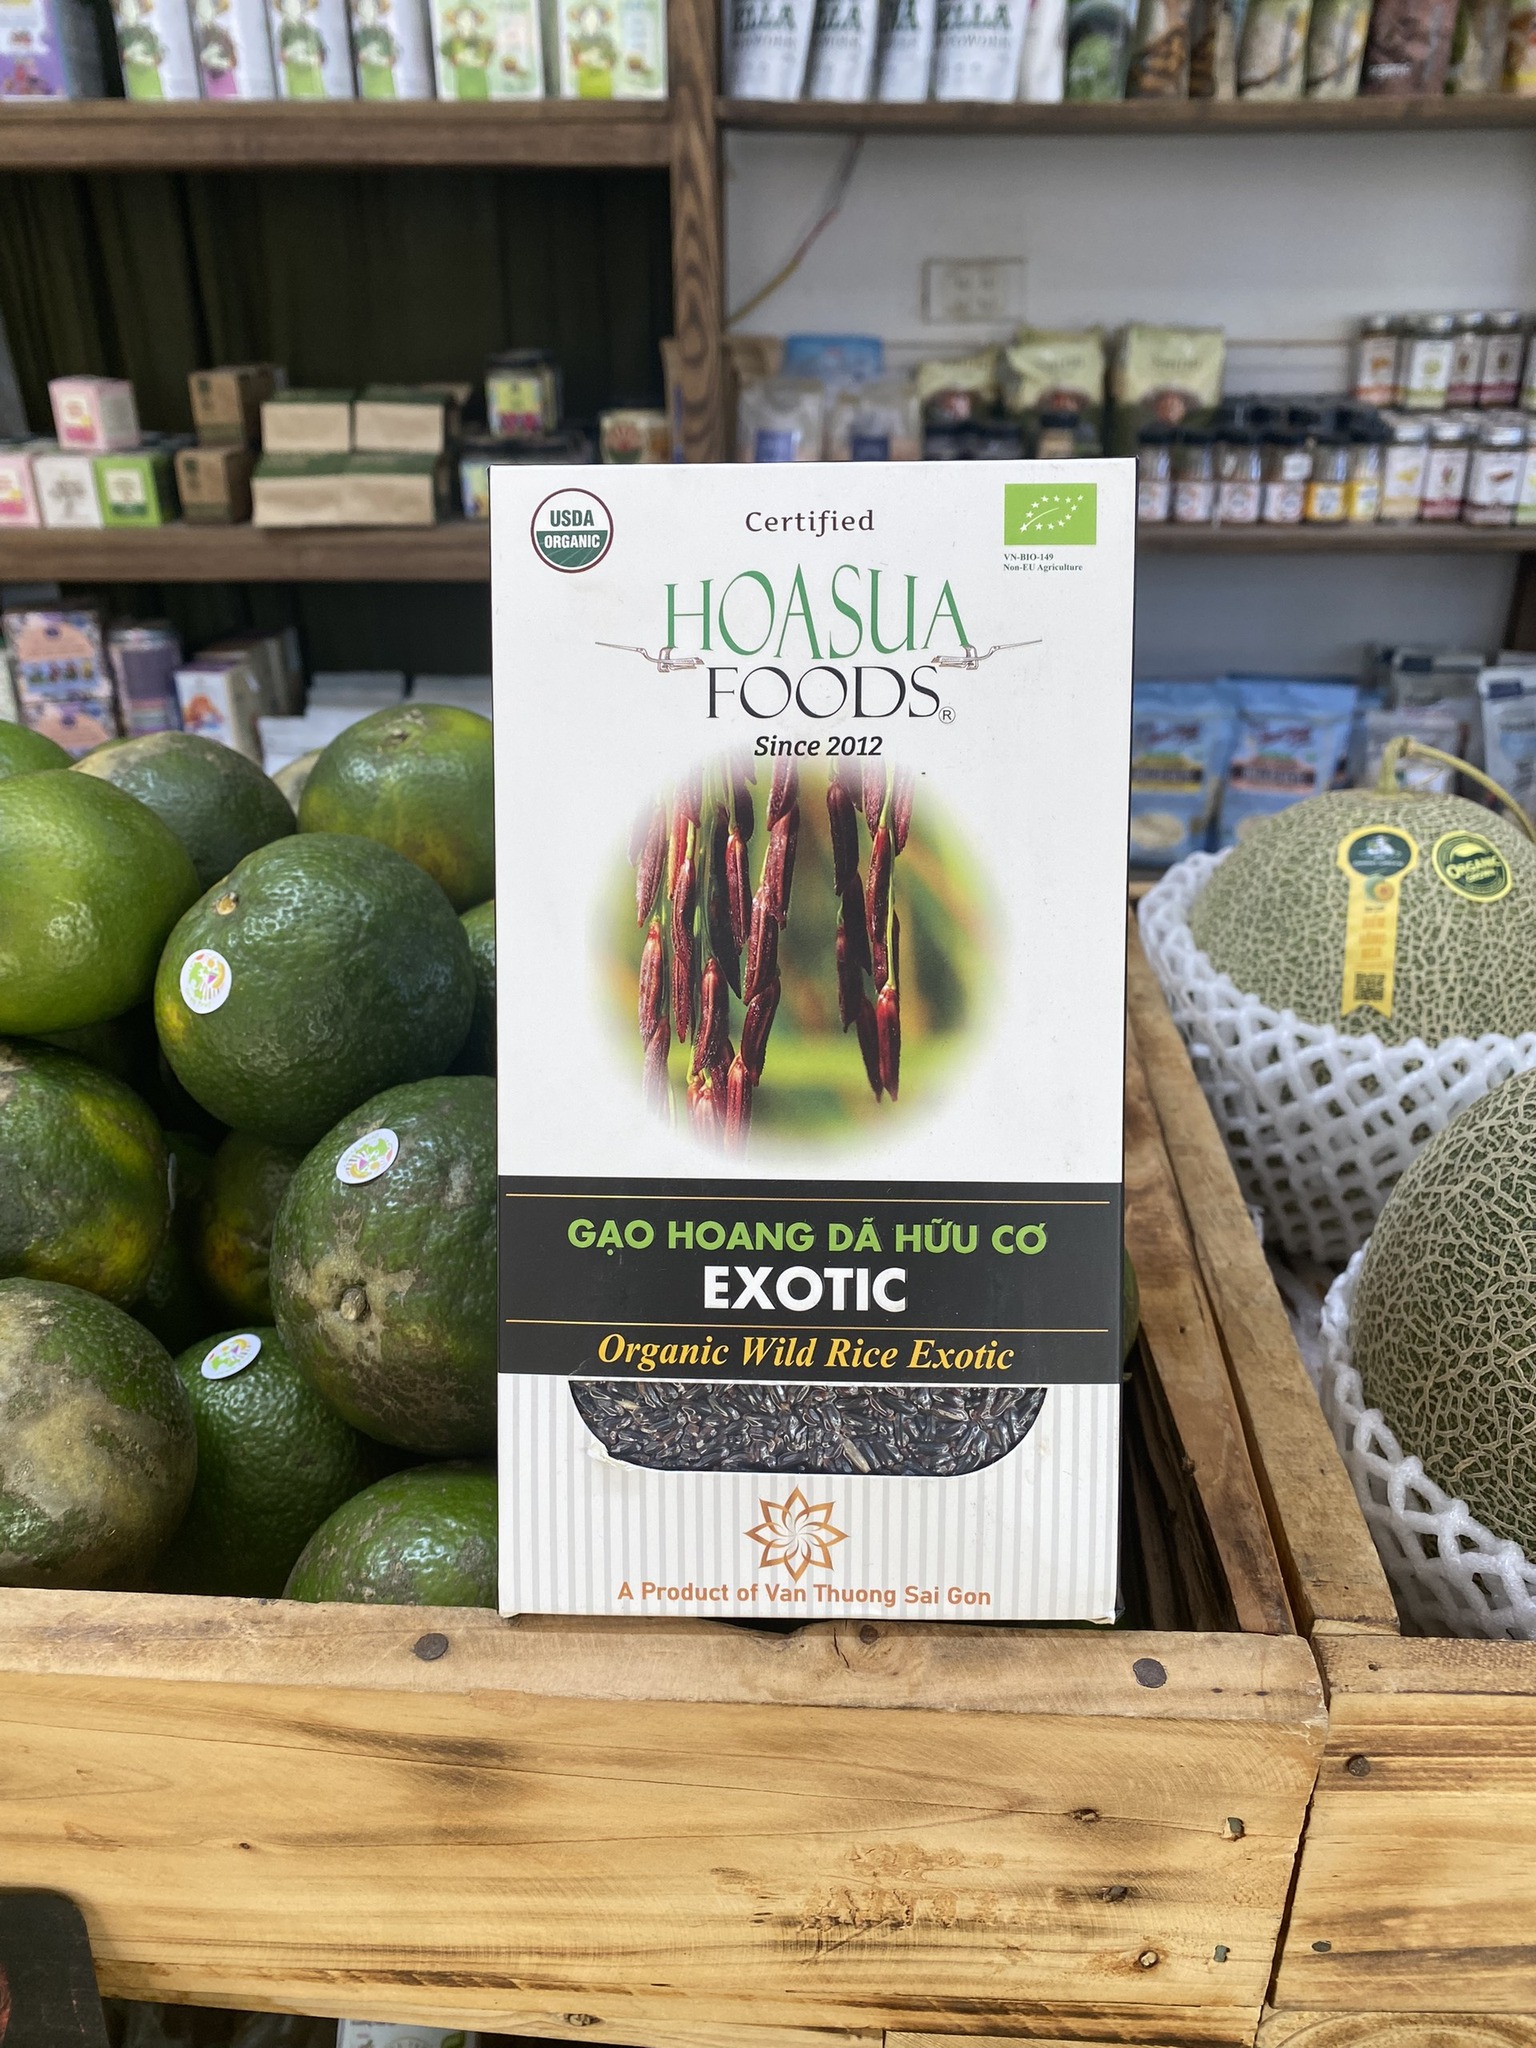 USDA
ORGANIC
Certified
VN-BIO-149
Non-EU Agriculture
HOASUA
FOODS®
Since 2012
GẠO HOANG DÃ HỮU CƠ
EXOTIC
Organic Wild Rice Exotic
A Product of Van Thuong Sai Gon
ORGANIC